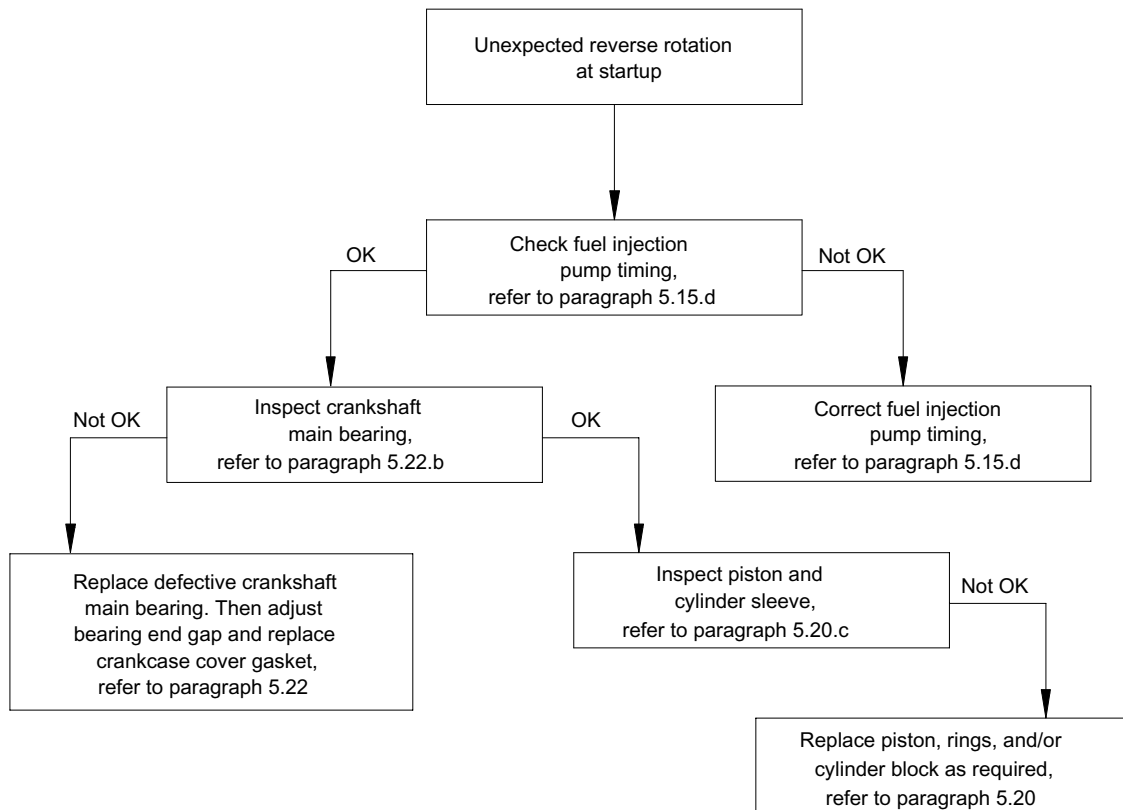 Unexpected reverse rotation
at startup
Check fuel injection
pump timing,
refer to paragraph 5.15.d
OK
Not OK
Inspect crankshaft
main bearing,
refer to paragraph 5.22.b
Not OK
OK
Correct fuel injection
pump timing,
refer to paragraph 5.15.d
Replace defective crankshaft
main bearing. Then adjust
bearing end gap and replace
crankcase cover gasket,
refer to paragraph 5.22
Inspect piston and
cylinder sleeve,
refer to paragraph 5.20.c
Not OK
Replace piston, rings, and/or
cylinder block as required,
refer to paragraph 5.20